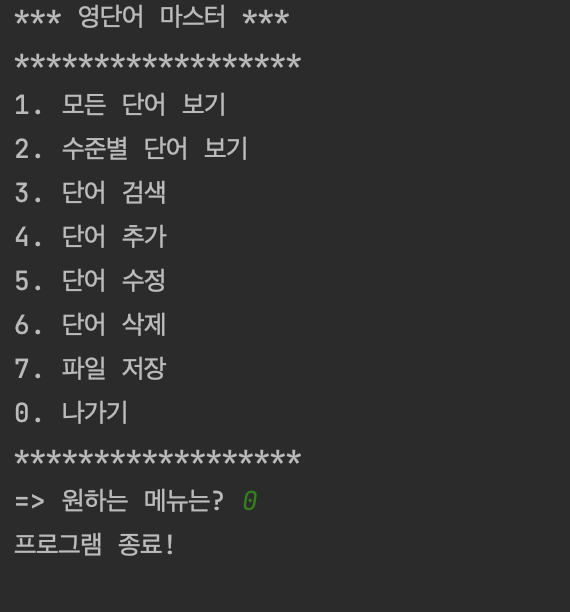 *** 영단어 마스터 ***
******************
1. 모든 단어 보기
2. 수준별 단어 보기
3. 단어 검색
4. 단어 추가
5. 단어 수정
6. 단어 삭제
7. 파일 저장
0. 나가기
******************
=> 원하는 메뉴는? 0
프로그램 종료!